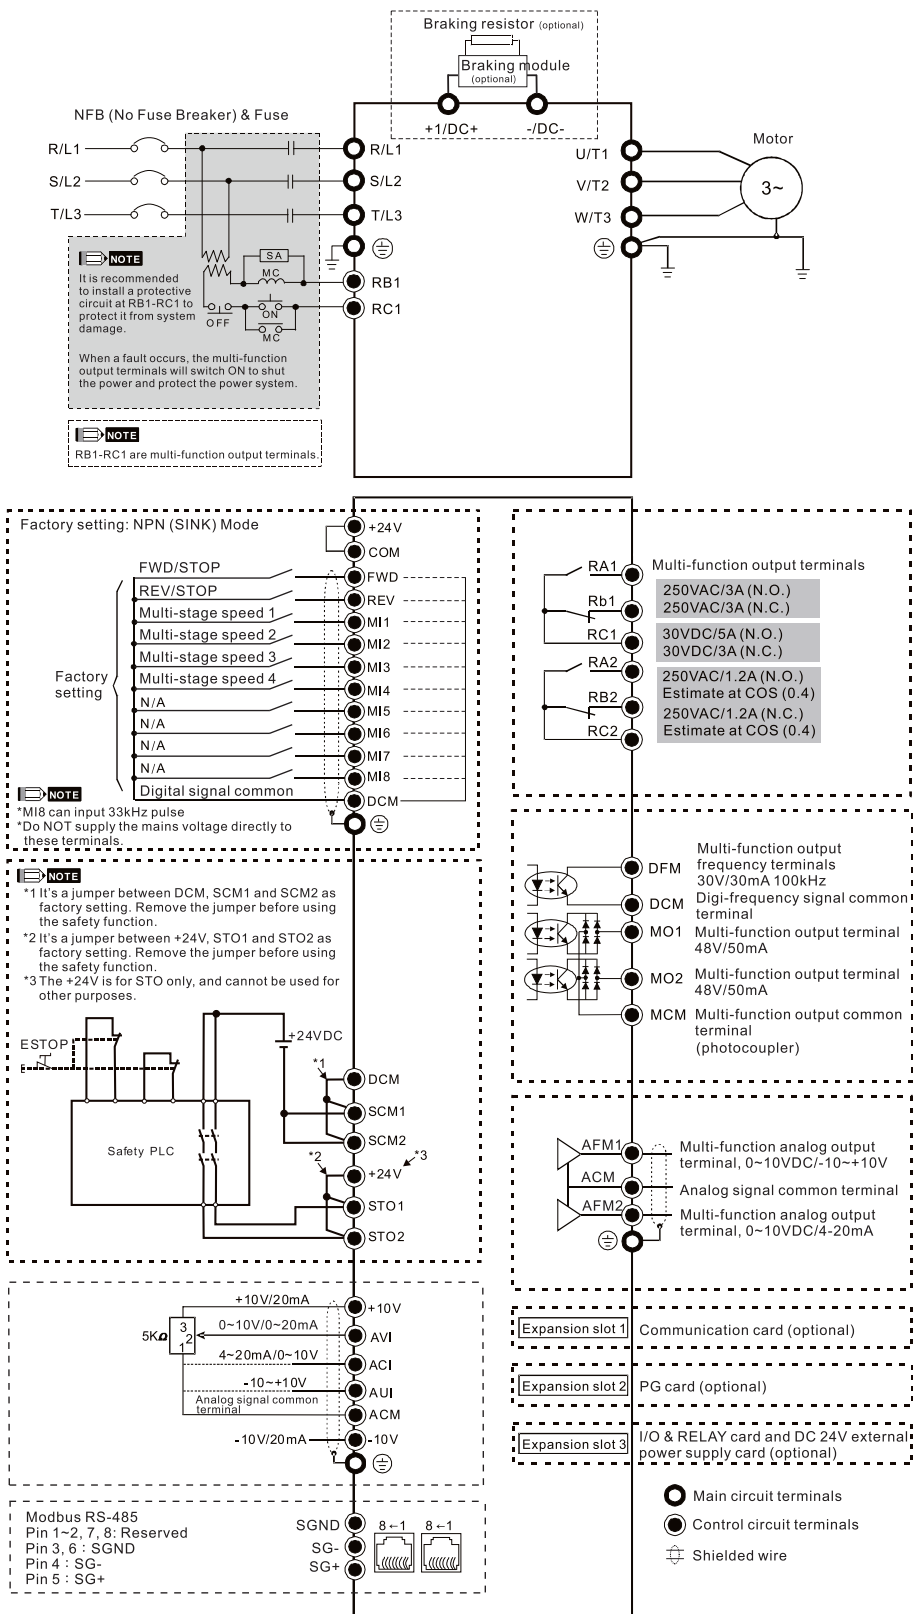 Braking resistor (optional)
Braking module
(optional)
+1/DC+
-/DC-
NFB (No Fuse Breaker) & Fuse
R/L1
S/L2
T/L3
R/L1
S/L2
T/L3
RB1
RC1
U/T1
V/T2
W/T3
Motor
3~
SA
MC
ON
OFF
MC
NOTE
It is recommended
to install a protective
circuit at RB1-RC1 to
protect it from system
damage.
When a fault occurs, the multi-function
output terminals will switch ON to shut
the power and protect the power system.
NOTE
RB1-RC1 are multi-function output terminals.
Factory setting: NPN (SINK) Mode
+24V
COM
FWD/STOP
FWD
REV/STOP
REV
Multi-stage speed 1
MI1
Multi-stage speed 2
MI2
Multi-stage speed 3
MI3
Multi-stage speed 4
MI4
N/A
MI5
N/A
MI6
N/A
MI7
N/A
MI8
Digital signal common
DCM
Factory
setting
NOTE
*MI8 can input 33kHz pulse
*Do NOT supply the mains voltage directly to
these terminals.
NOTE
*1 It's a jumper between DCM, SCM1 and SCM2 as
factory setting. Remove the jumper before using
the safety function.
*2 It's a jumper between +24V, STO1 and STO2 as
factory setting. Remove the jumper before using
the safety function.
*3 The +24V is for STO only, and cannot be used for
other purposes.
ESTOP
+24VDC
Safety PLC
*1
DCM
SCM1
SCM2
*2
*3
+24V
STO1
STO2
+10V/20mA
+10V
5KΩ
3
2
1
0~10V/0~20mA
AVI
4~20mA/0~10V
ACI
-10~+10V
AUI
Analog signal common
terminal
ACM
-10V/20mA
-10V
Modbus RS-485
Pin 1~2, 7, 8: Reserved
Pin 3, 6 : SGND
Pin 4 : SG-
Pin 5 : SG+
SGND
SG-
SG+
8←1
8←1
RA1
Rb1
RC1
RA2
RB2
RC2
Multi-function output terminals
250VAC/3A (N.O.)
250VAC/3A (N.C.)
30VDC/5A (N.O.)
30VDC/3A (N.C.)
250VAC/1.2A (N.O.)
Estimate at COS (0.4)
250VAC/1.2A (N.C.)
Estimate at COS (0.4)
DFM
Multi-function output
frequency terminals
30V/30mA 100kHz
DCM
Digi-frequency signal common
terminal
MO1
Multi-function output terminal
48V/50mA
MO2
Multi-function output terminal
48V/50mA
MCM
Multi-function output common
terminal
(photocoupler)
AFM1
Multi-function analog output
terminal, 0~10VDC/-10~+10V
ACM
Analog signal common terminal
AFM2
Multi-function analog output
terminal, 0~10VDC/4-20mA
Expansion slot 1
Communication card (optional)
Expansion slot 2
PG card (optional)
Expansion slot 3
I/O & RELAY card and DC 24V external
power supply card (optional)
Main circuit terminals
Control circuit terminals
Shielded wire